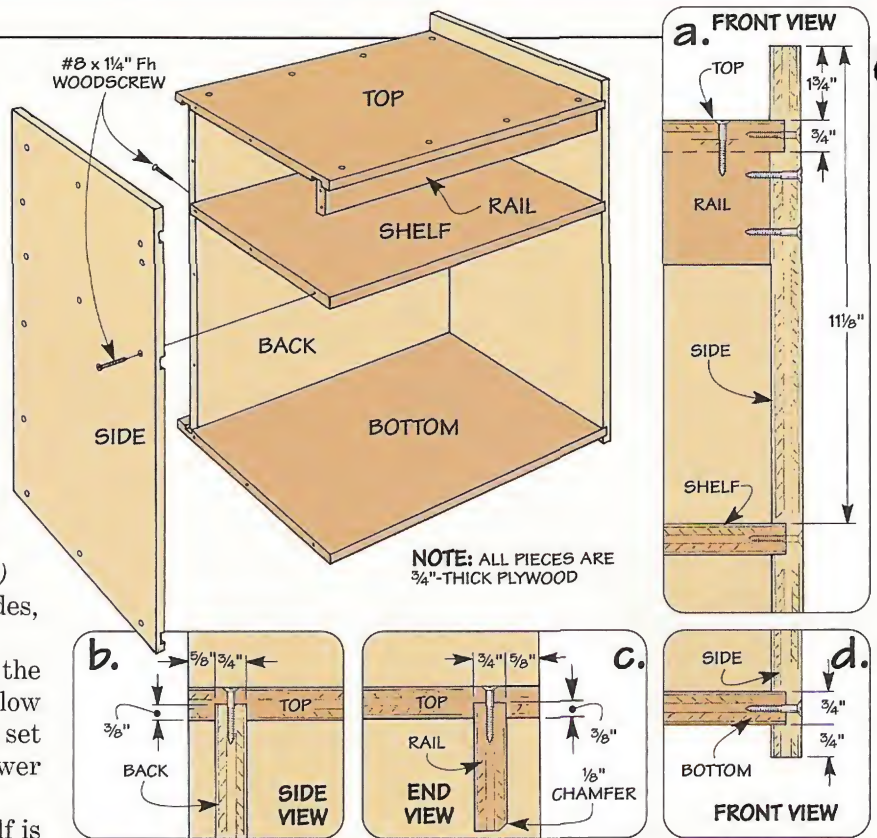 #8 x 1¼" Fh
WOODSCREW
TOP
RAIL
SHELF
BACK
SIDE
BOTTOM
NOTE: ALL PIECES ARE
¾"-THICK PLYWOOD
a. FRONT VIEW
TOP
1¾"
¾"
RAIL
11⅛"
SIDE
SHELF
)
des,
the
low
set
wer
lf is
b.
⅝" ¾"
TOP
⅜"
BACK
SIDE
VIEW
c.
¾" ⅝"
TOP
RAIL
⅜"
⅛"
CHAMFER
END
VIEW
d.
SIDE
¾"
¾"
BOTTOM
FRONT VIEW